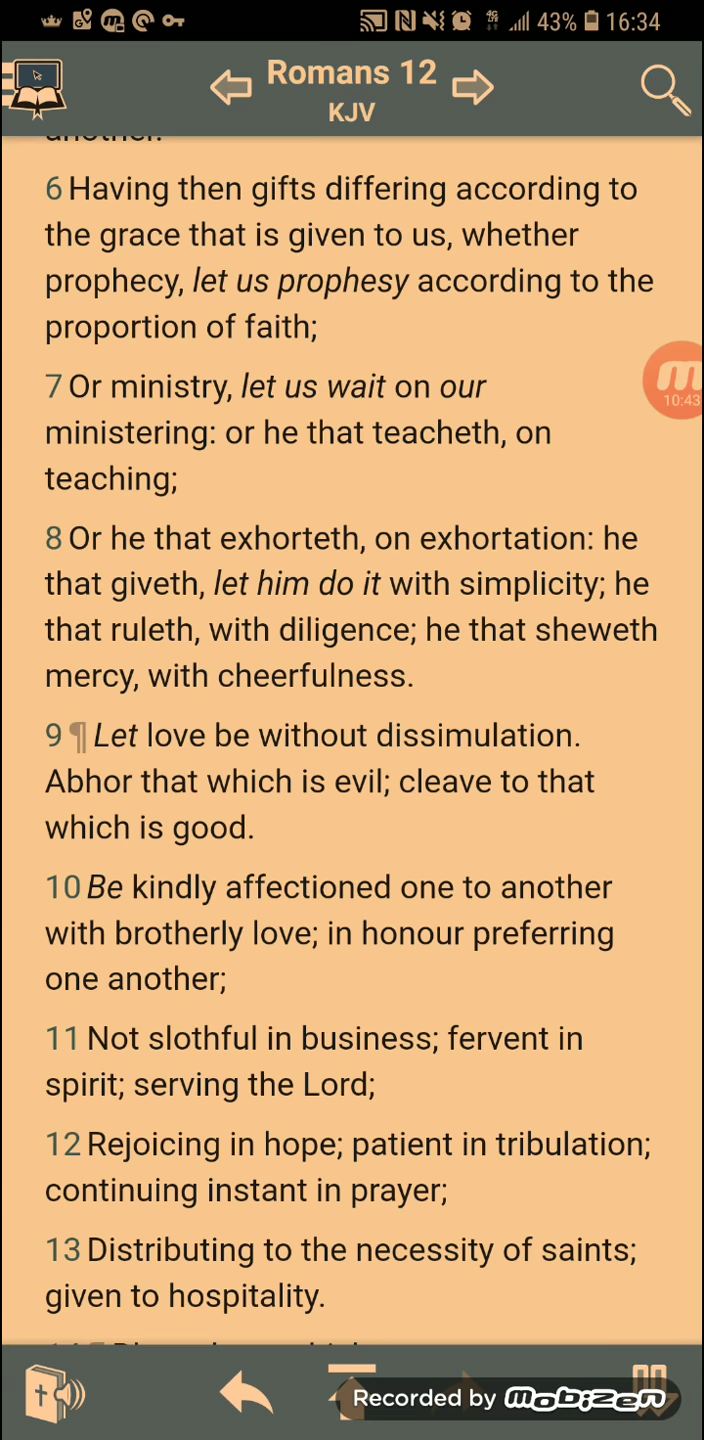 43% 16:34
Romans 12
KJV
another.
6 Having then gifts differing according to
the grace that is given to us, whether
prophecy, let us prophesy according to the
proportion of faith;
10:43
7 Or ministry, let us wait on our
ministering: or he that teacheth, on
teaching;
8 Or he that exhorteth, on exhortation: he
that giveth, let him do it with simplicity; he
that ruleth, with diligence; he that sheweth
mercy, with cheerfulness.
9 ¶ Let love be without dissimulation.
Abhor that which is evil; cleave to that
which is good.
10 Be kindly affectioned one to another
with brotherly love; in honour preferring
one another;
11 Not slothful in business; fervent in
spirit; serving the Lord;
12 Rejoicing in hope; patient in tribulation;
continuing instant in prayer;
13 Distributing to the necessity of saints;
given to hospitality.
Recorded by mobizen